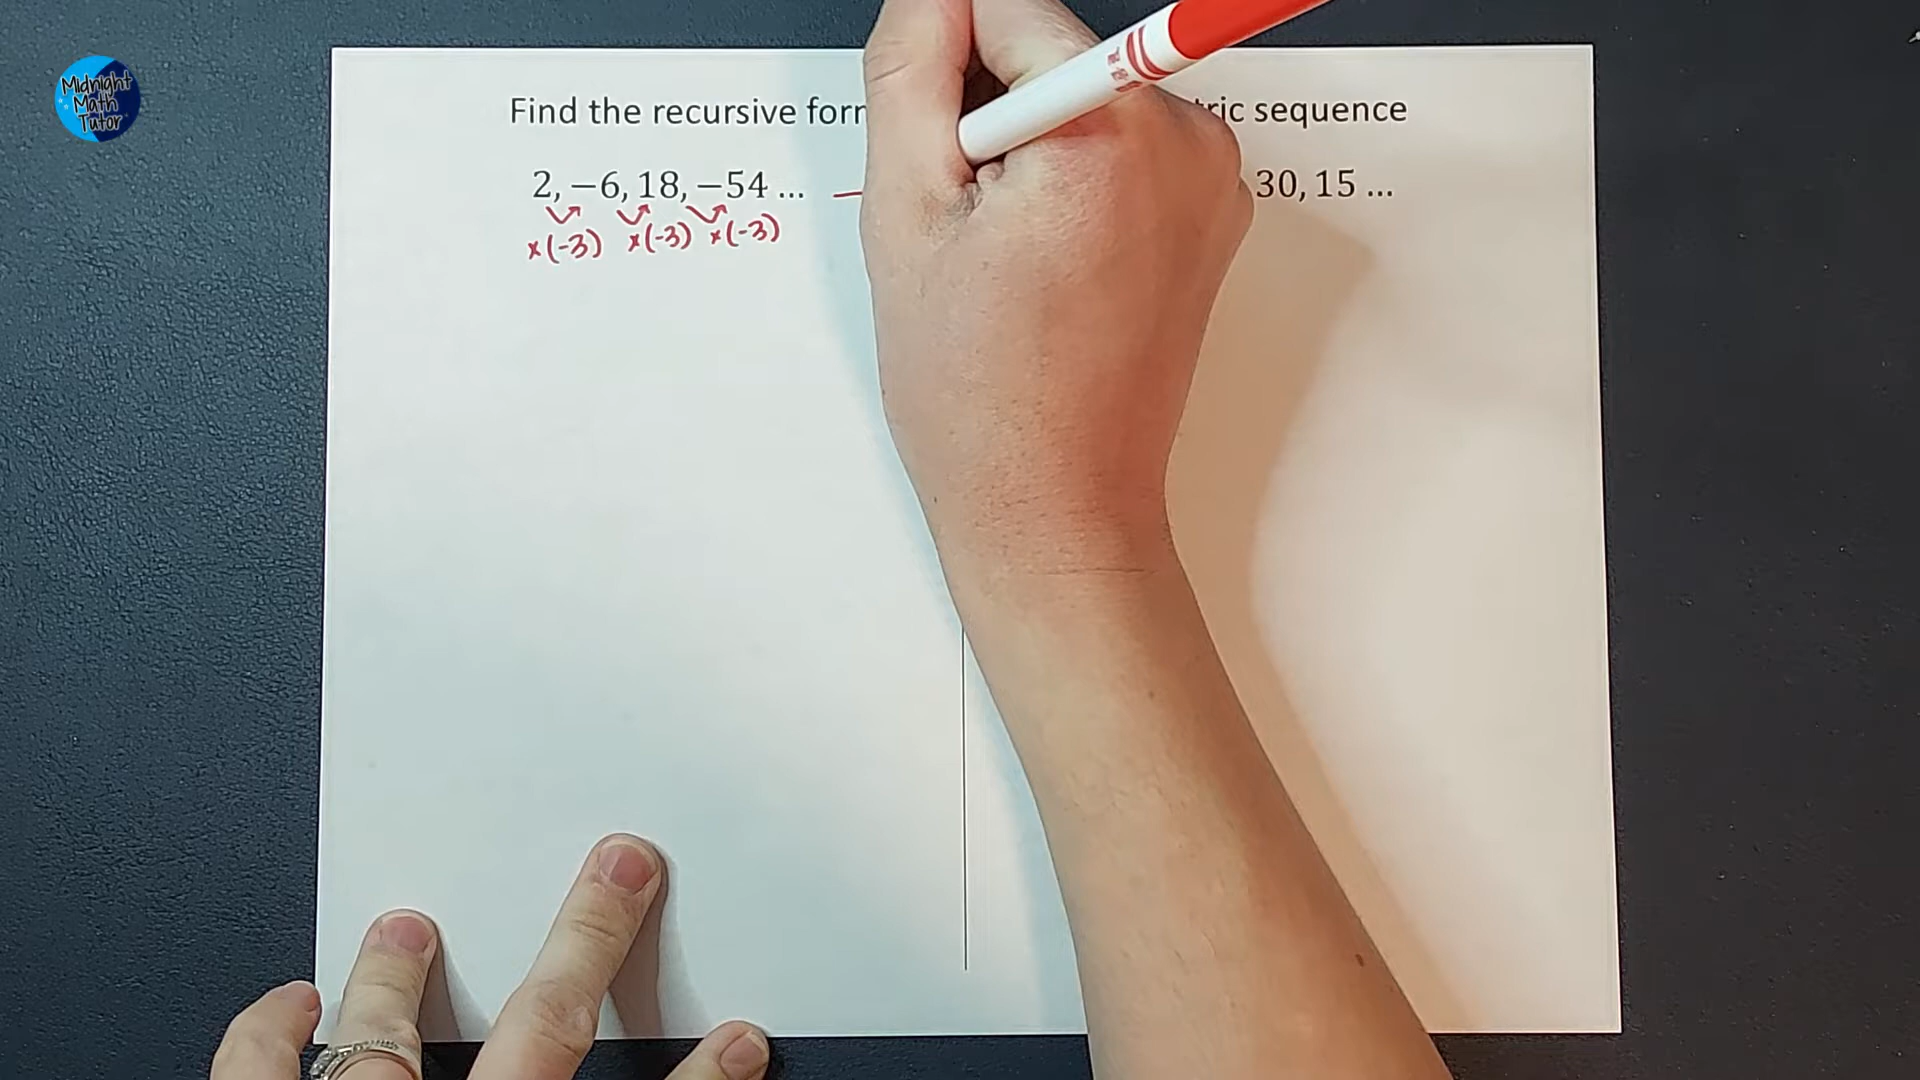 Midnight
Math
Tutor
Find the recursive form
ric sequence
2, −6, 18, −54 ...
30, 15 ...
×(-3) ×(-3) ×(-3)